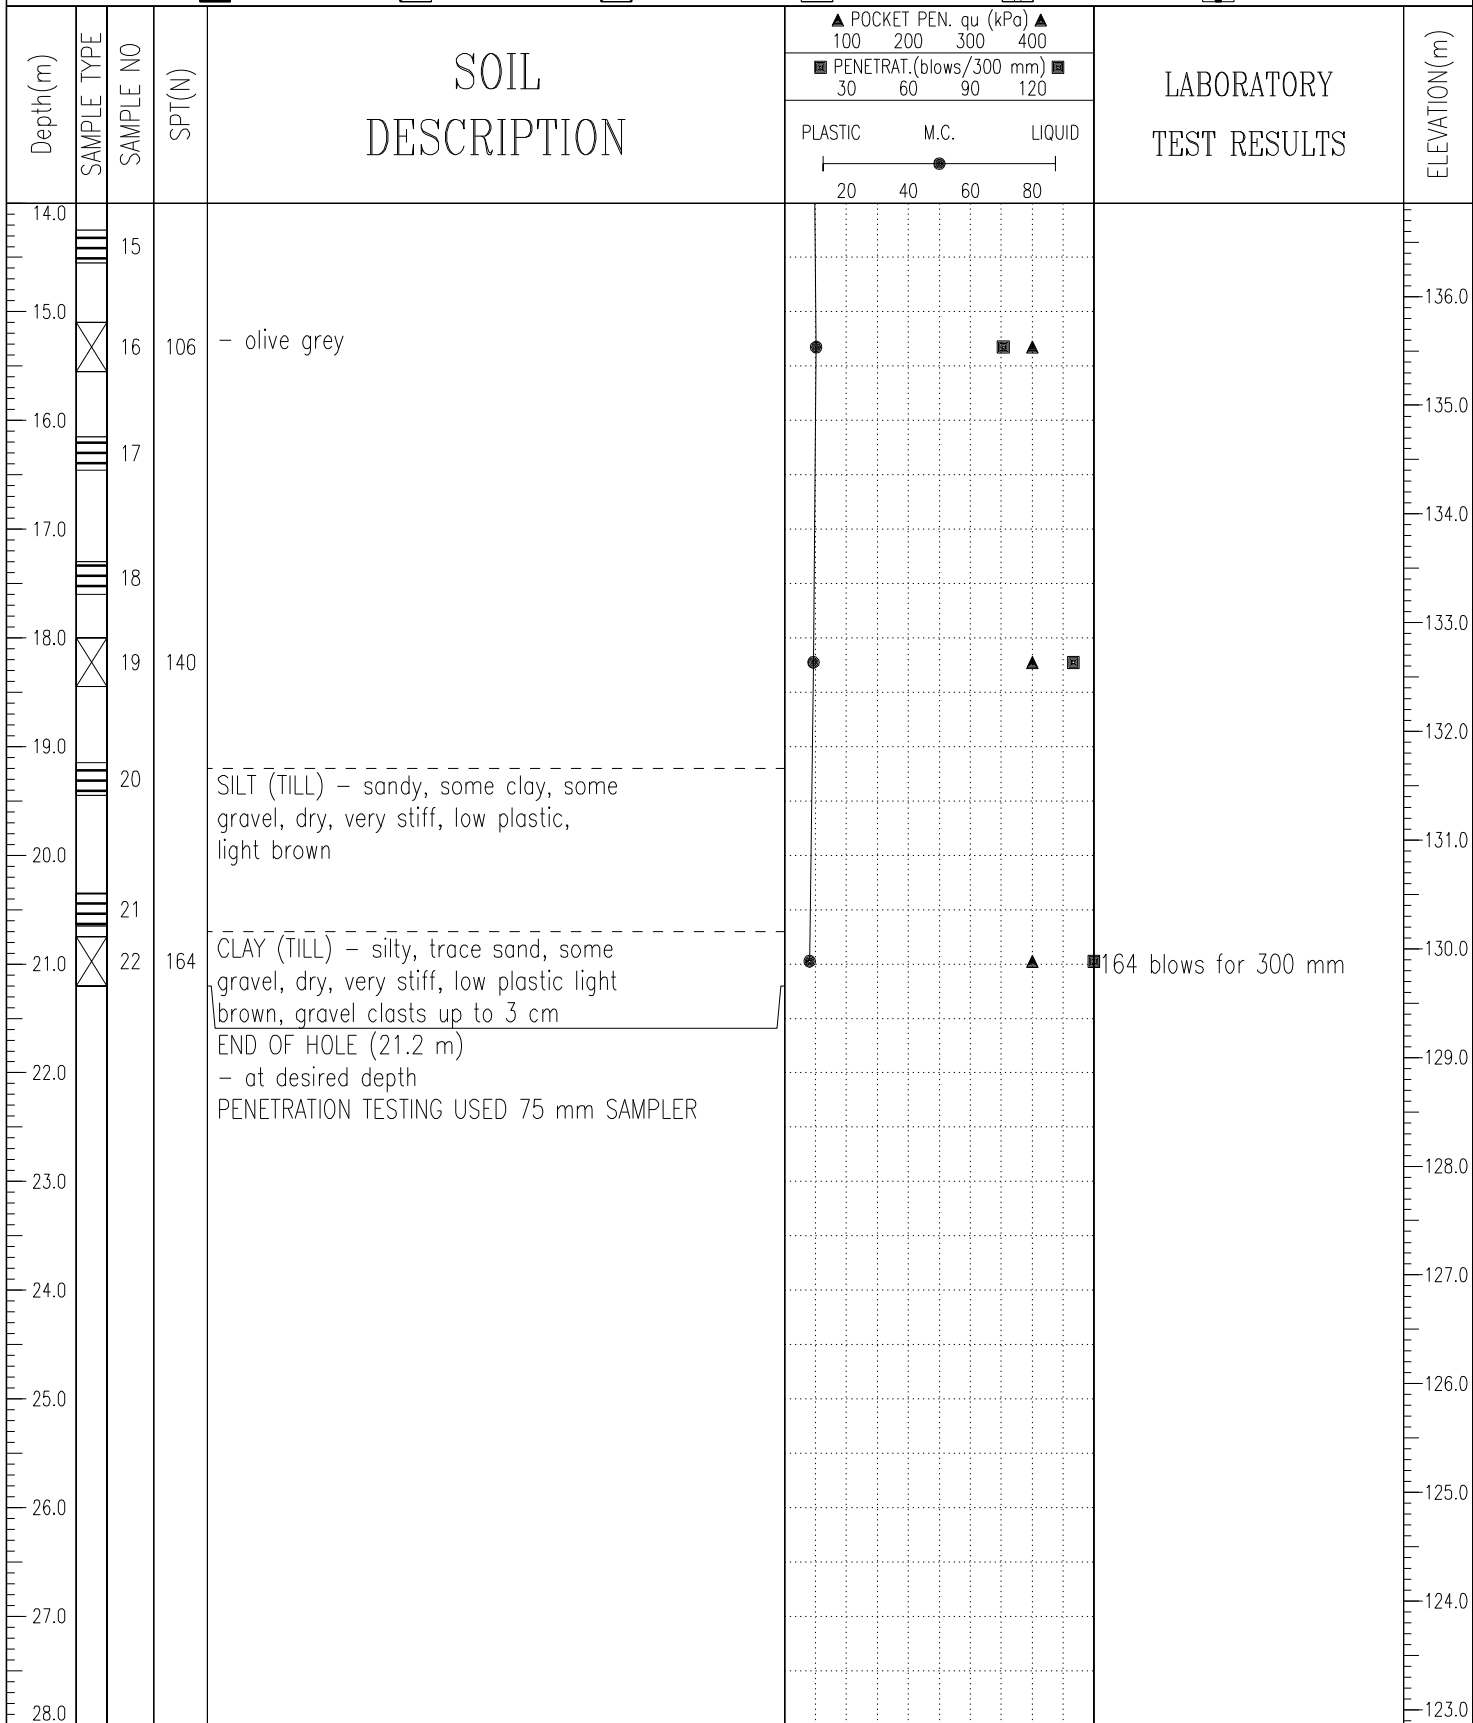 ▲ POCKET PEN. qu (kPa) ▲
100 200 300 400
■ PENETRAT.(blows/300 mm) ■
30 60 90 120
PLASTIC M.C. LIQUID
20 40 60 80
Depth(m)
SAMPLE TYPE
SAMPLE NO
SPT(N)
SOIL
DESCRIPTION
LABORATORY
TEST RESULTS
ELEVATION(m)
14.0
15
136.0
15.0
16 106 – olive grey
135.0
16.0
17
134.0
17.0
18
133.0
18.0
19 140
132.0
19.0
20
SILT (TILL) – sandy, some clay, some
gravel, dry, very stiff, low plastic,
light brown
131.0
20.0
21
CLAY (TILL) – silty, trace sand, some
130.0
21.0
22 164
164 blows for 300 mm
gravel, dry, very stiff, low plastic light
brown, gravel clasts up to 3 cm
END OF HOLE (21.2 m)
129.0
22.0
– at desired depth
PENETRATION TESTING USED 75 mm SAMPLER
128.0
23.0
127.0
24.0
126.0
25.0
125.0
26.0
124.0
27.0
123.0
28.0